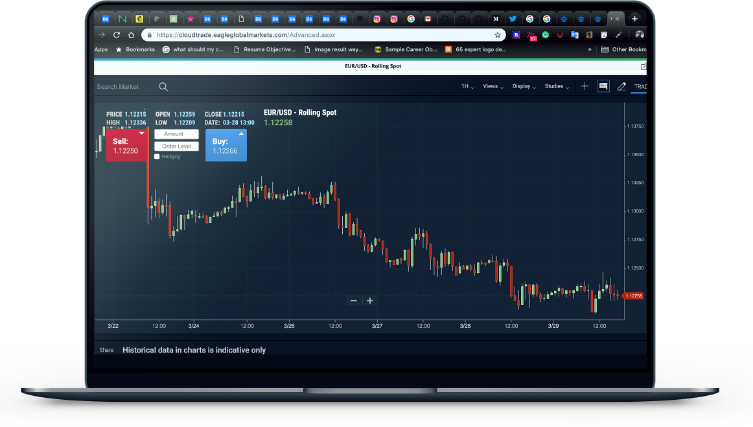 https://cloudtrade.eagleglobalmarkets.com/Advanced.aspx
Apps Bookmarks what should my c... Resume Objective... Image result wey... Sample Career Ob... 65 expert logo de... » Other Bookm
EUR/USD - Rolling Spot
Search Market 1H Views Display Studies TRAD
PRICE 1.12215 OPEN 1.12259 CLOSE 1.12215
HIGH 1.12336 LOW 1.12209 DATE: 03-28 13:00
EUR/USD - Rolling Spot
1.12258
Sell:
1.12250
Amount
Order Level
Hedging
Buy:
1.12266
1.13750
1.13500
1.13250
1.13000
1.12750
1.12500
1.12258
3/22 12:00 3/24 12:00 3/26 12:00 3/27 12:00 3/28 12:00 3/29 12:00
Share Historical data in charts is indicative only